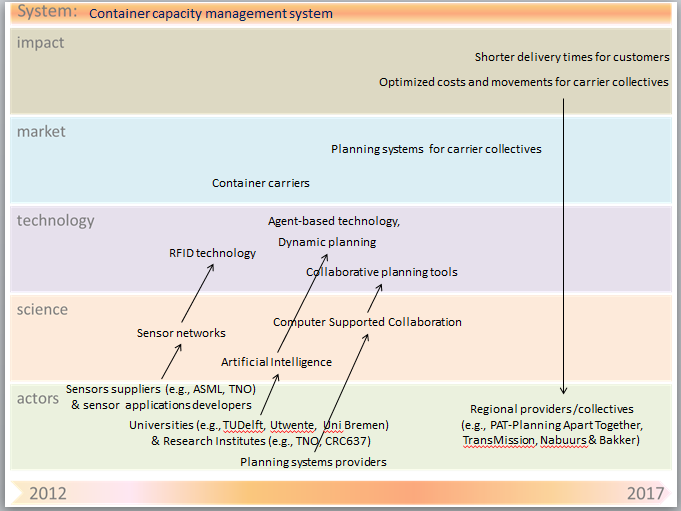 System: Container capacity management system
impact
Shorter delivery times for customers
Optimized costs and movements for carrier collectives
market
Planning systems for carrier collectives
Container carriers
technology
Agent-based technology,
Dynamic planning
RFID technology
Collaborative planning tools
science
Computer Supported Collaboration
Sensor networks
Artificial Intelligence
actors
Sensors suppliers (e.g., ASML, TNO)
& sensor applications developers
Universities (e.g., TUDelft, Utwente, Uni Bremen)
& Research Institutes (e.g., TNO, CRC637)
Planning systems providers
Regional providers/collectives
(e.g., PAT-Planning Apart Together,
TransMission, Nabuurs & Bakker)
2012
2017